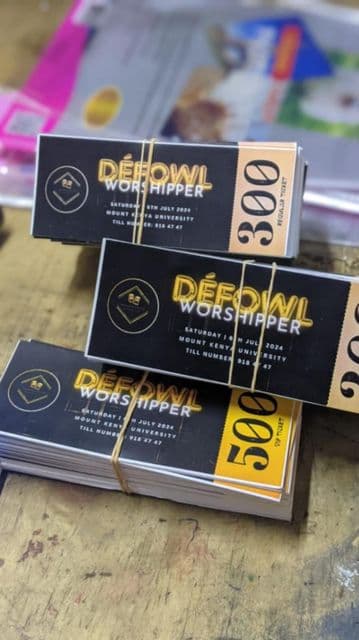 DÉFOWL
WORSHIPPER
SATURDAY | 6TH JULY 2024
MOUNT KENYA UNIVERSITY
TILL NUMBER: 918 47 47
300
REGULAR TICKET
DÉFOWL
WORSHIPPER
SATURDAY | 6TH JULY 2024
MOUNT KENYA UNIVERSITY
TILL NUMBER: 918 47 47
DÉFOWL
WORSHIPPER
SATURDAY | 6TH JULY 2024
MOUNT KENYA UNIVERSITY
TILL NUMBER: 918 47 47
500
VIP TICKET